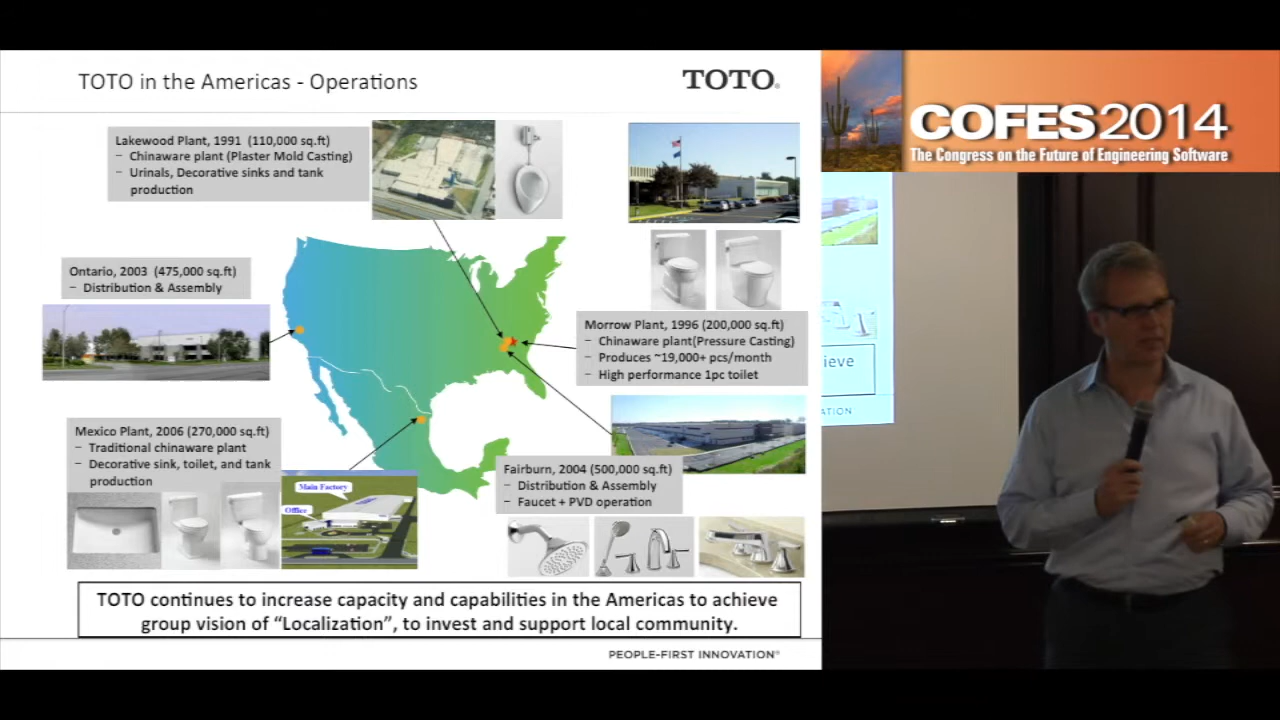 TOTO in the Americas - Operations
TOTO
COFES2014
The Congress on the Future of Engineering Software
Lakewood Plant, 1991 (110,000 sq.ft)
– Chinaware plant (Plaster Mold Casting)
– Urinals, Decorative sinks and tank
production
Ontario, 2003 (475,000 sq.ft)
– Distribution & Assembly
Morrow Plant, 1996 (200,000 sq.ft)
– Chinaware plant(Pressure Casting)
– Produces ~19,000+ pcs/month
– High performance 1pc toilet
Mexico Plant, 2006 (270,000 sq.ft)
– Traditional chinaware plant
– Decorative sink, toilet, and tank
production
Main Factory
Office
Fairburn, 2004 (500,000 sq.ft)
– Distribution & Assembly
– Faucet + PVD operation
TOTO continues to increase capacity and capabilities in the Americas to achieve
group vision of “Localization”, to invest and support local community.
PEOPLE-FIRST INNOVATION®
ieve
ATION